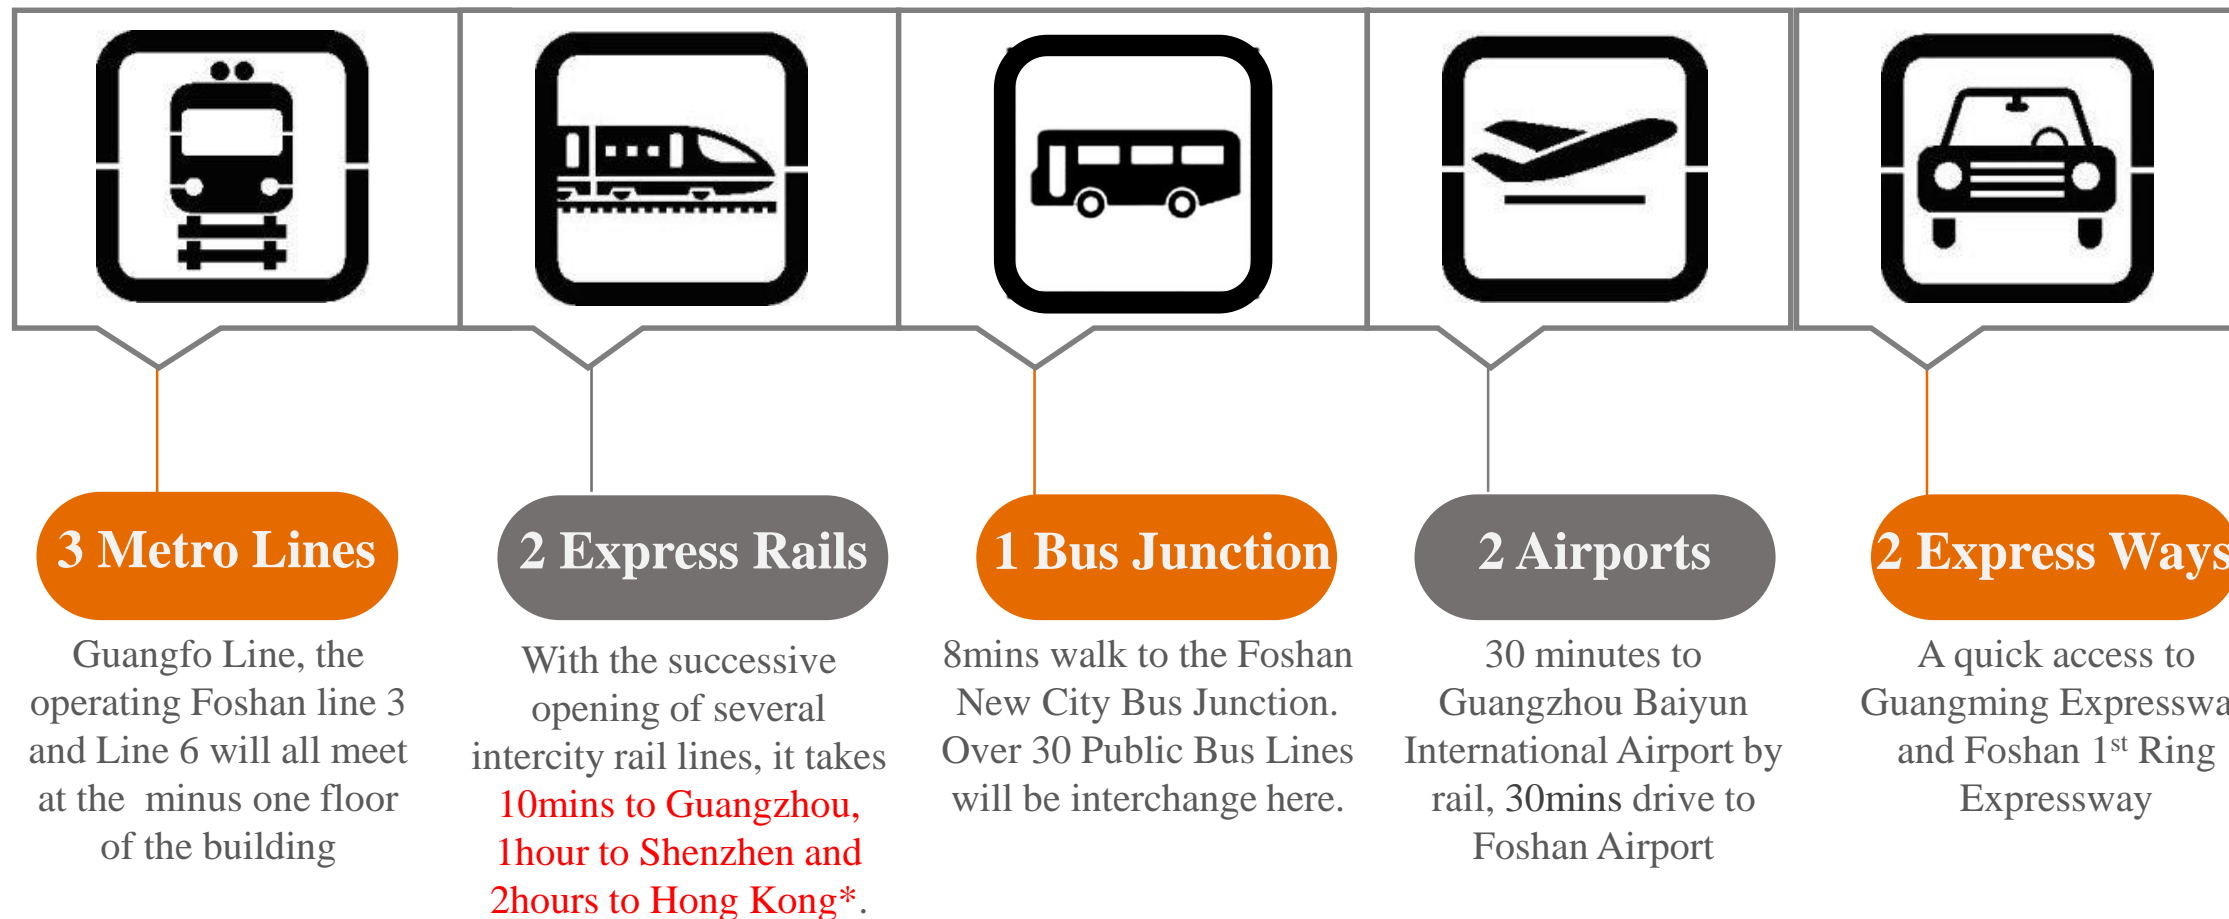 3 Metro Lines
Guangfo Line, the
operating Foshan line 3
and Line 6 will all meet
at the minus one floor
of the building
2 Express Rails
With the successive
opening of several
intercity rail lines, it takes
10mins to Guangzhou,
1hour to Shenzhen and
2hours to Hong Kong*.
1 Bus Junction
8mins walk to the Foshan
New City Bus Junction.
Over 30 Public Bus Lines
will be interchange here.
2 Airports
30 minutes to
Guangzhou Baiyun
International Airport by
rail, 30mins drive to
Foshan Airport
2 Express Ways
A quick access to
Guangming Expresswa
and Foshan 1st Ring
Expressway